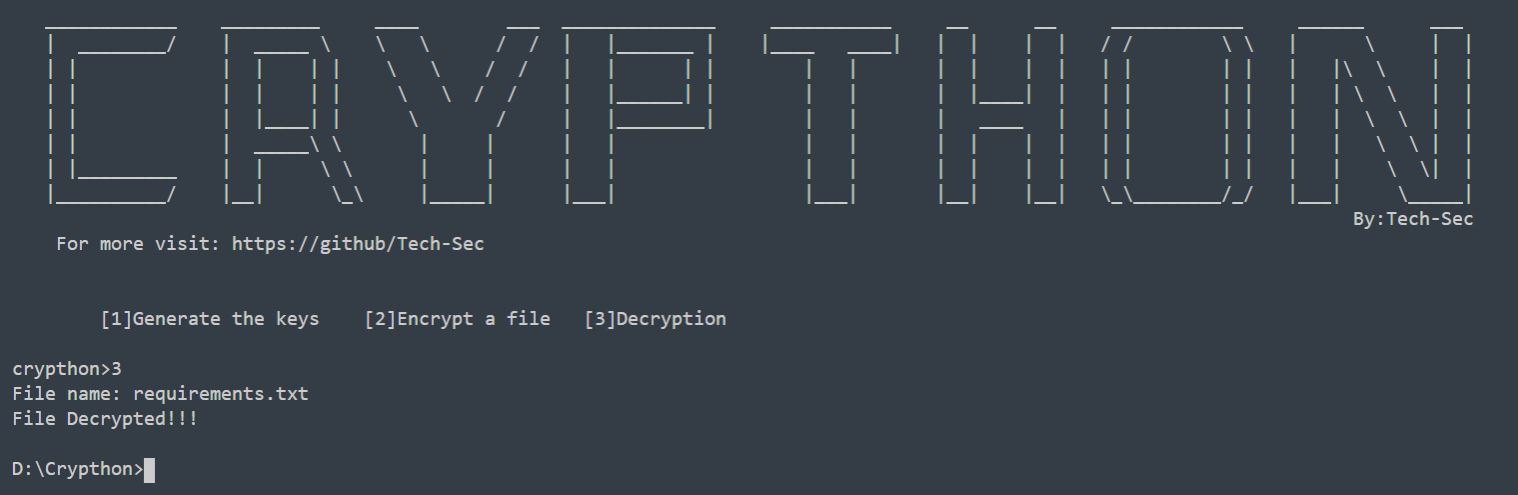 CRYPTHON
By:Tech-Sec
For more visit: https://github/Tech-Sec
[1]Generate the keys    [2]Encrypt a file   [3]Decryption
crypthon>3
File name: requirements.txt
File Decrypted!!!
D:\Crypthon>